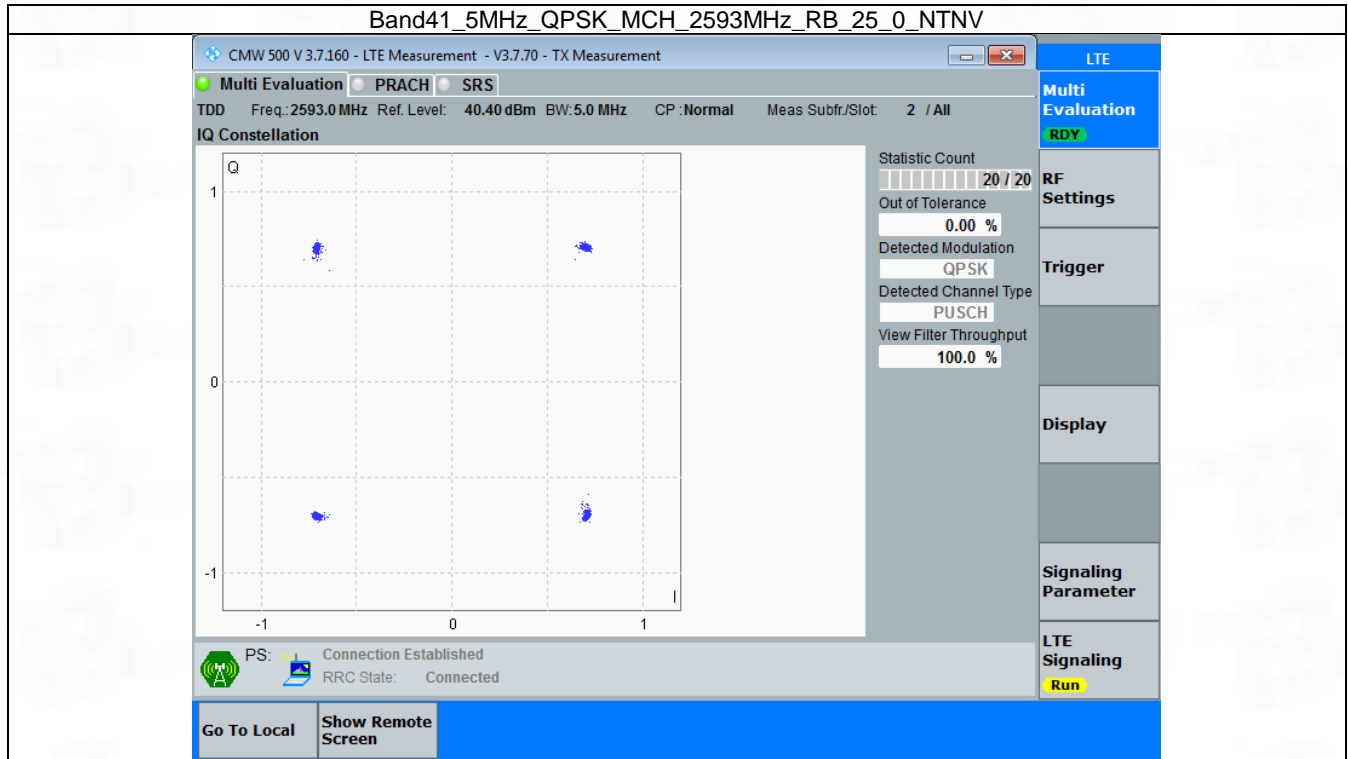 Band41_5MHz_QPSK_MCH_2593MHz_RB_25_0_NTNV
CMW 500 V 3.7.160 - LTE Measurement - V3.7.70 - TX Measurement
LTE
Multi Evaluation PRACH SRS
TDD Freq.: 2593.0 MHz Ref. Level: 40.40 dBm BW: 5.0 MHz CP : Normal Meas Subfr./Slot: 2 / All
IQ Constellation
Q
1
0
-1
I
-1 0 1
Statistic Count
20 / 20
Out of Tolerance
0.00 %
Detected Modulation
QPSK
Detected Channel Type
PUSCH
View Filter Throughput
100.0 %
Multi
Evaluation
RDY
RF
Settings
Trigger
Display
Signaling
Parameter
LTE
Signaling
Run
PS: Connection Established
RRC State: Connected
Go To Local
Show Remote
Screen